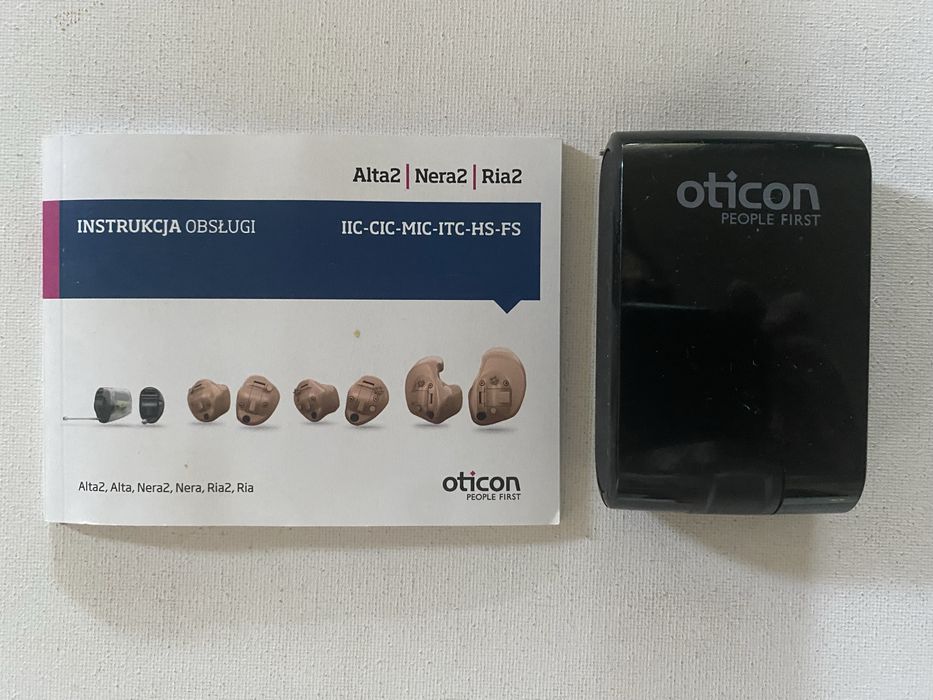 Alta2 | Nera2 | Ria2
INSTRUKCJA OBSŁUGI
IIC-CIC-MIC-ITC-HS-FS
Alta2, Alta, Nera2, Nera, Ria2, Ria
oticon
PEOPLE FIRST
oticon
PEOPLE FIRST